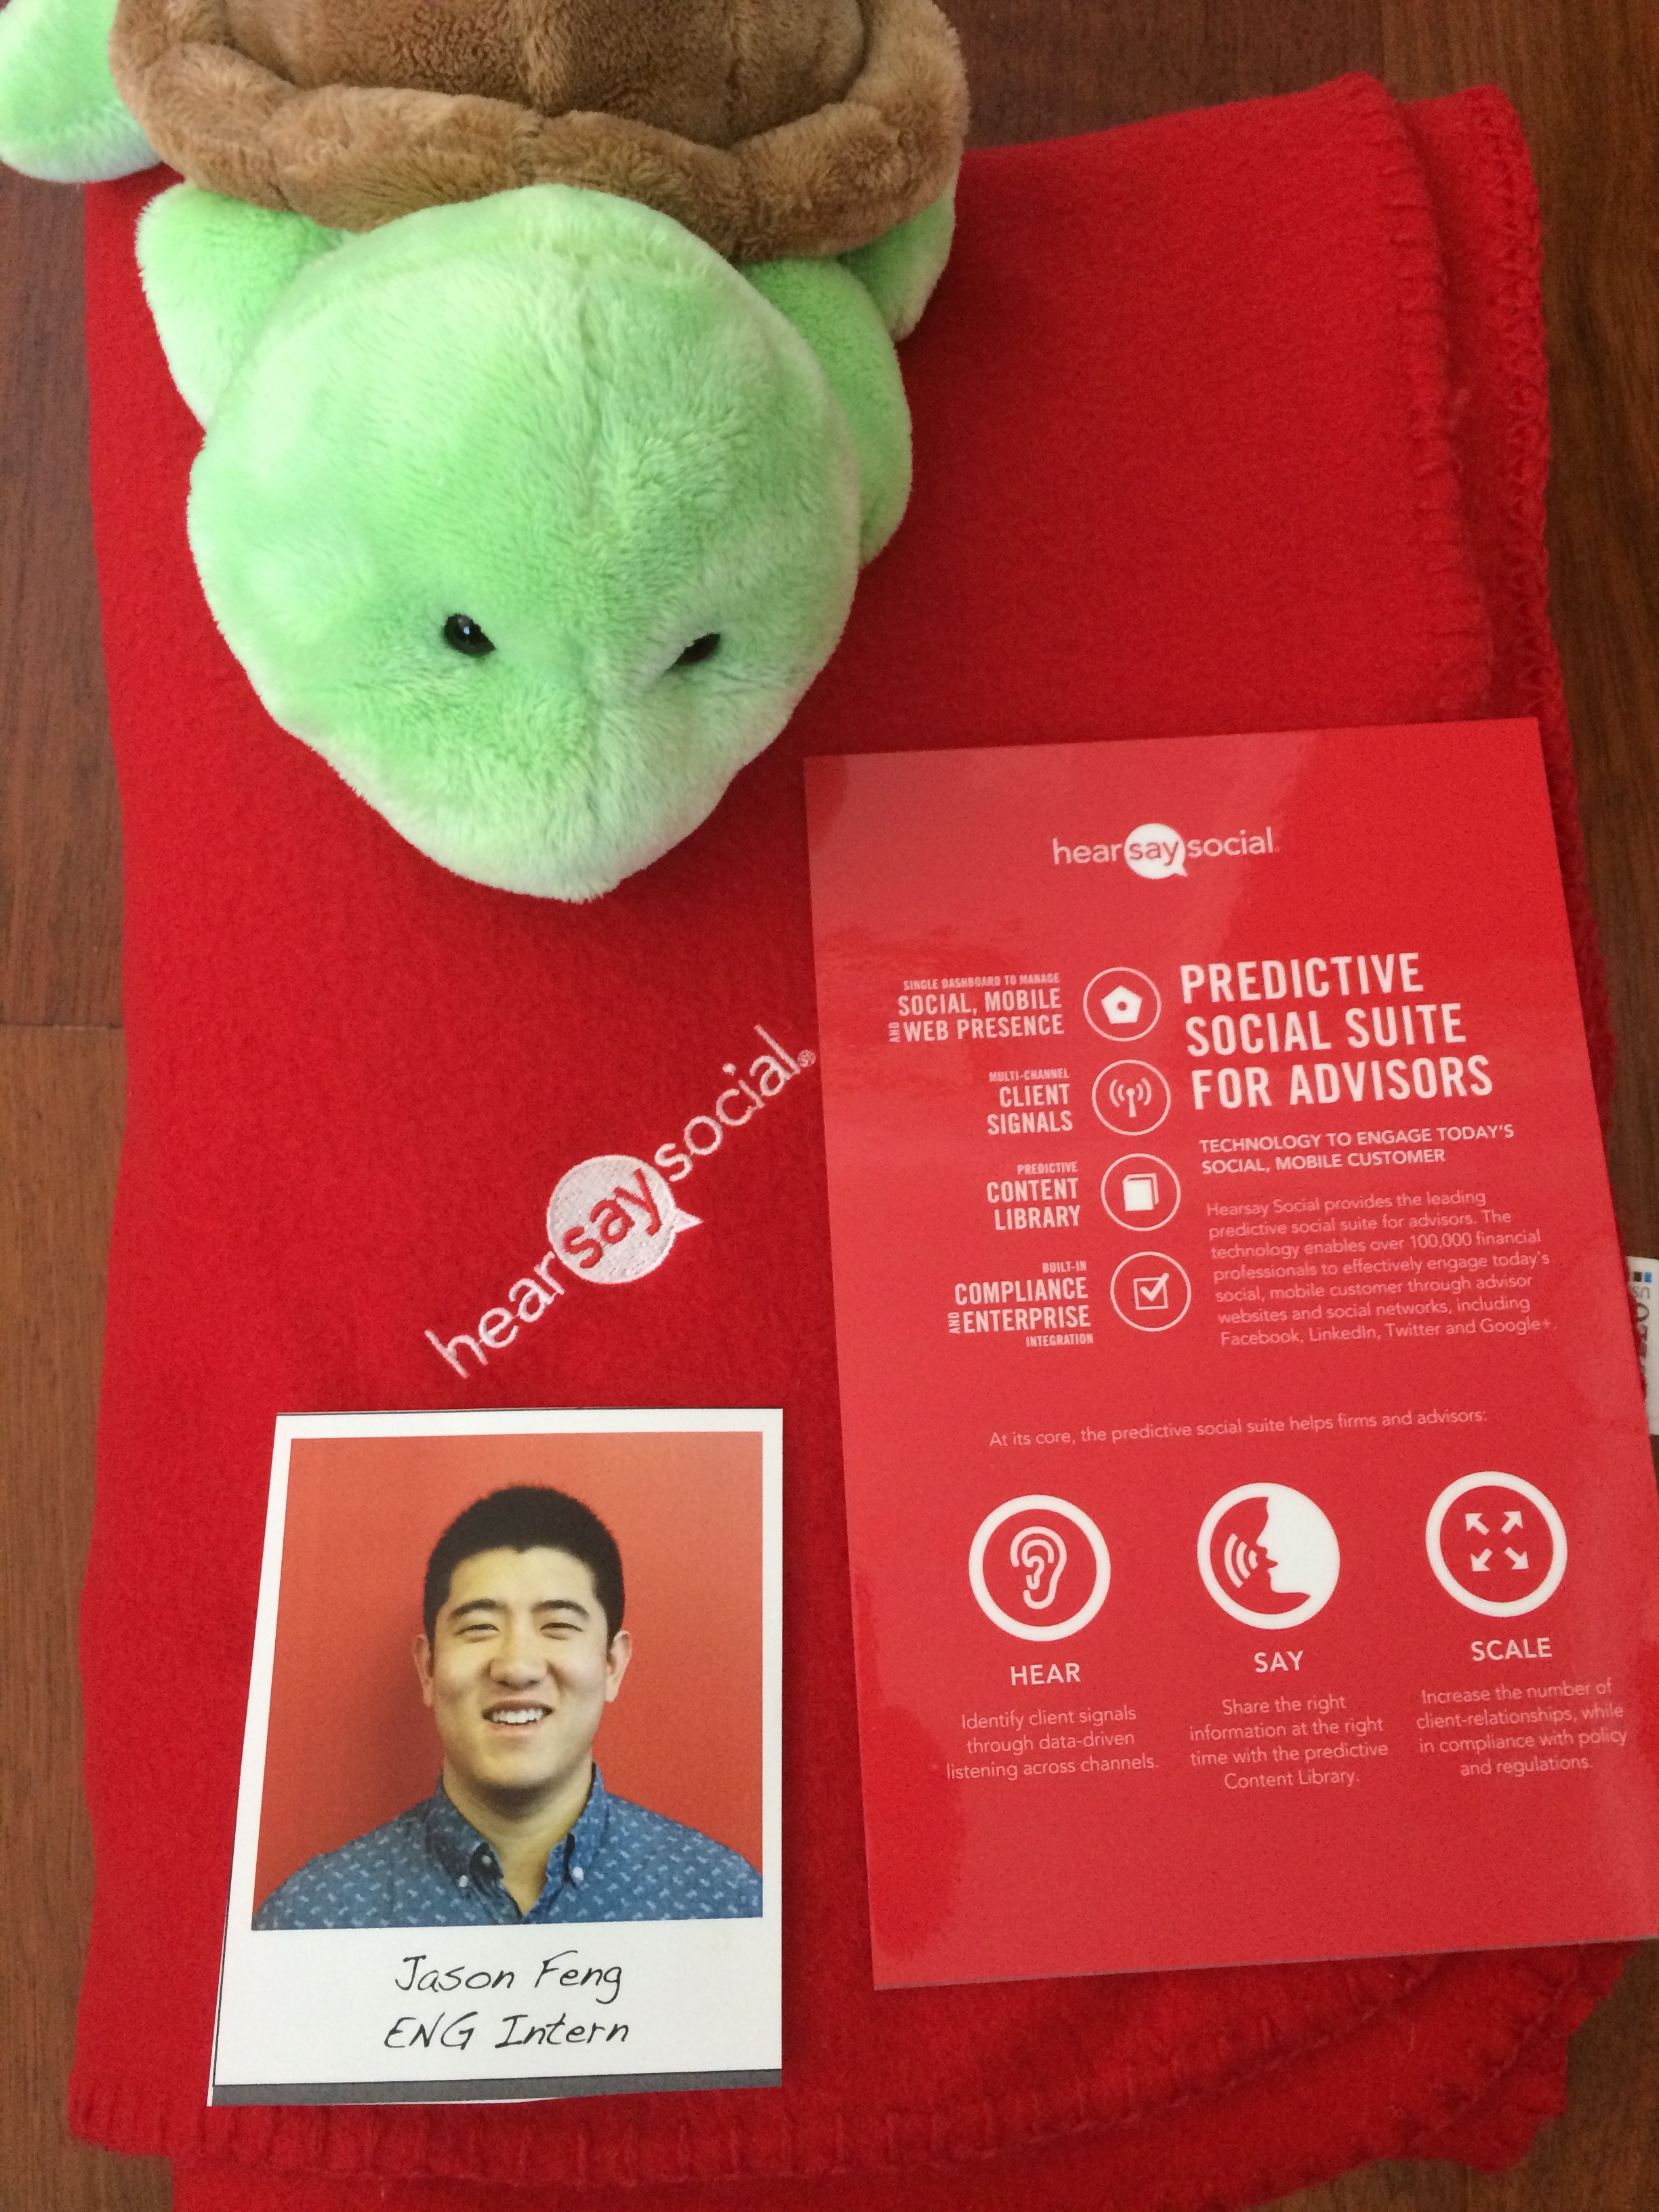 hearsaysocial®
hearsaysocial
SINGLE DASHBOARD TO MANAGE
SOCIAL, MOBILE
AND WEB PRESENCE
MULTI-CHANNEL
CLIENT
SIGNALS
PREDICTIVE
CONTENT
LIBRARY
BUILT-IN
COMPLIANCE
AND ENTERPRISE
INTEGRATION
PREDICTIVE
SOCIAL SUITE
FOR ADVISORS
TECHNOLOGY TO ENGAGE TODAY'S
SOCIAL, MOBILE CUSTOMER
Hearsay Social provides the leading
predictive social suite for advisors. The
technology enables over 100,000 financial
professionals to effectively engage today's
social, mobile customer through advisor
websites and social networks, including
Facebook, LinkedIn, Twitter and Google+.
At its core, the predictive social suite helps firms and advisors:
HEAR
Identify client signals
through data-driven
listening across channels.
SAY
Share the right
information at the right
time with the predictive
Content Library.
SCALE
Increase the number of
client-relationships, while
in compliance with policy
and regulations.
Jason Feng
ENG Intern